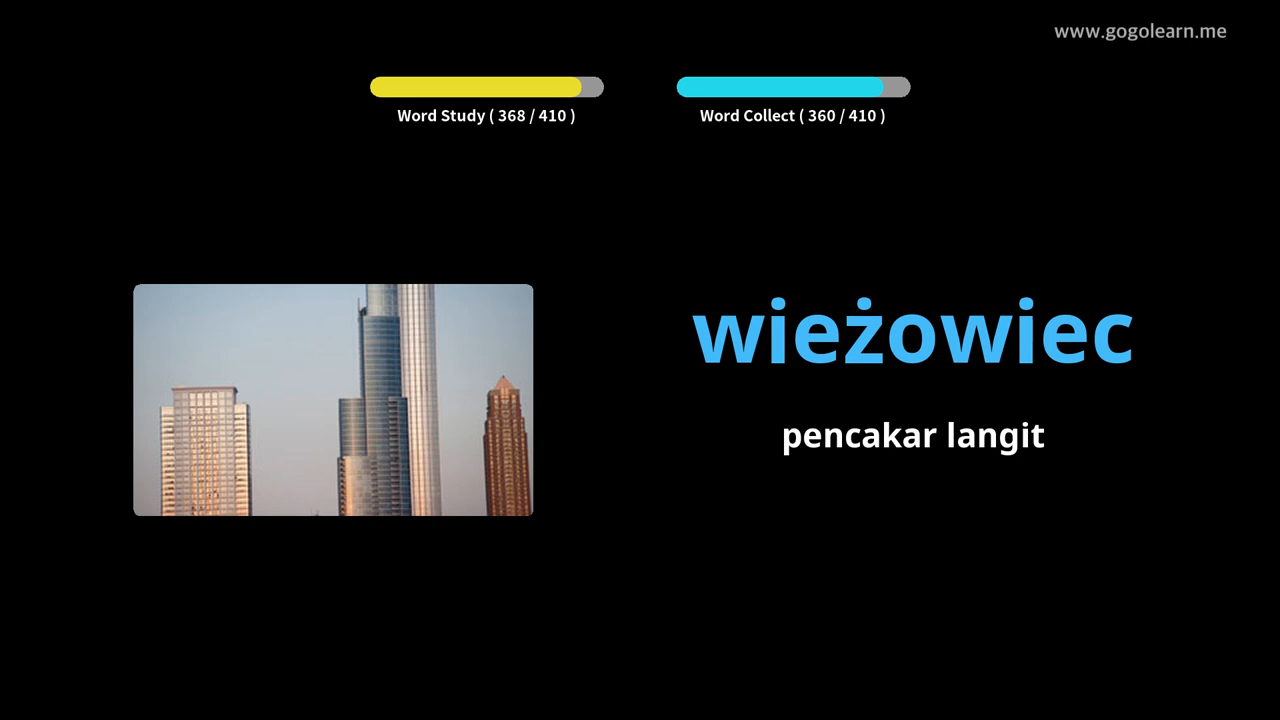 www.gogolearn.me
Word Study ( 368 / 410 )
Word Collect ( 360 / 410 )
wieżowiec
pencakar langit